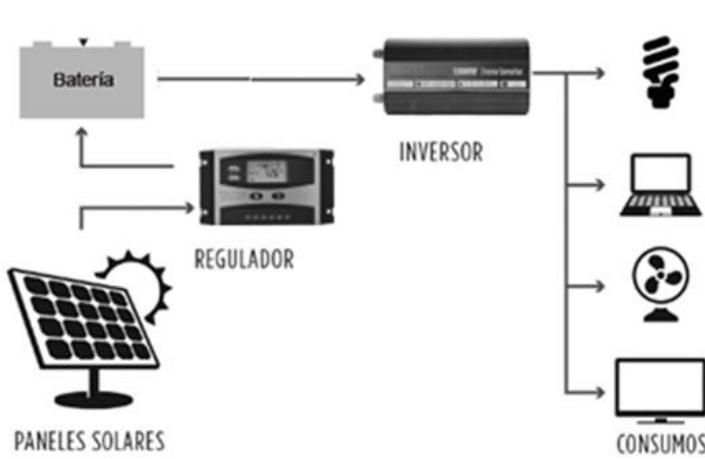 Batería
INVERSOR
REGULADOR
PANELES SOLARES
CONSUMOS